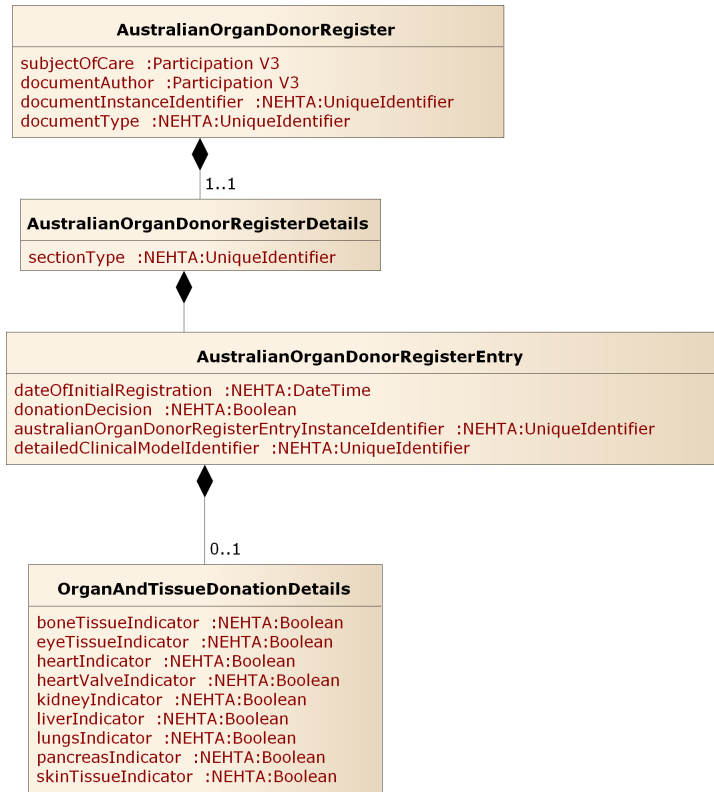 AustralianOrganDonorRegister
subjectOfCare :Participation V3
documentAuthor :Participation V3
documentInstanceIdentifier :NEHTA:UniqueIdentifier
documentType :NEHTA:UniqueIdentifier
1..1
AustralianOrganDonorRegisterDetails
sectionType :NEHTA:UniqueIdentifier
AustralianOrganDonorRegisterEntry
dateOfInitialRegistration :NEHTA:DateTime
donationDecision :NEHTA:Boolean
australianOrganDonorRegisterEntryInstanceIdentifier :NEHTA:UniqueIdentifier
detailedClinicalModelIdentifier :NEHTA:UniqueIdentifier
0..1
OrganAndTissueDonationDetails
boneTissueIndicator :NEHTA:Boolean
eyeTissueIndicator :NEHTA:Boolean
heartIndicator :NEHTA:Boolean
heartValveIndicator :NEHTA:Boolean
kidneyIndicator :NEHTA:Boolean
liverIndicator :NEHTA:Boolean
lungsIndicator :NEHTA:Boolean
pancreasIndicator :NEHTA:Boolean
skinTissueIndicator :NEHTA:Boolean